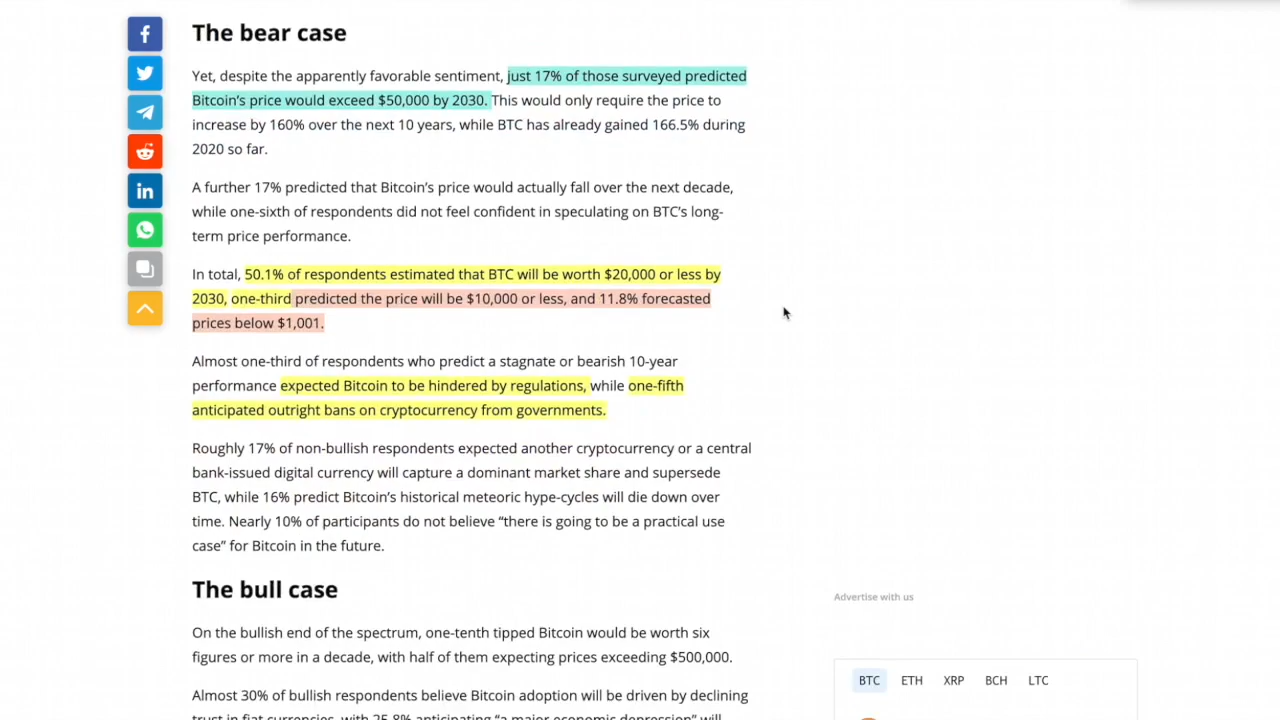 The bear case
Yet, despite the apparently favorable sentiment, just 17% of those surveyed predicted
Bitcoin’s price would exceed $50,000 by 2030. This would only require the price to
increase by 160% over the next 10 years, while BTC has already gained 166.5% during
2020 so far.
A further 17% predicted that Bitcoin’s price would actually fall over the next decade,
while one-sixth of respondents did not feel confident in speculating on BTC’s long-
term price performance.
In total, 50.1% of respondents estimated that BTC will be worth $20,000 or less by
2030, one-third predicted the price will be $10,000 or less, and 11.8% forecasted
prices below $1,001.
Almost one-third of respondents who predict a stagnate or bearish 10-year
performance expected Bitcoin to be hindered by regulations, while one-fifth
anticipated outright bans on cryptocurrency from governments.
Roughly 17% of non-bullish respondents expected another cryptocurrency or a central
bank-issued digital currency will capture a dominant market share and supersede
BTC, while 16% predict Bitcoin’s historical meteoric hype-cycles will die down over
time. Nearly 10% of participants do not believe “there is going to be a practical use
case” for Bitcoin in the future.
The bull case
On the bullish end of the spectrum, one-tenth tipped Bitcoin would be worth six
figures or more in a decade, with half of them expecting prices exceeding $500,000.
Almost 30% of bullish respondents believe Bitcoin adoption will be driven by declining
trust in fiat currencies, with 25.8% anticipating “a major economic depression” will
Advertise with us
BTC ETH XRP BCH LTC